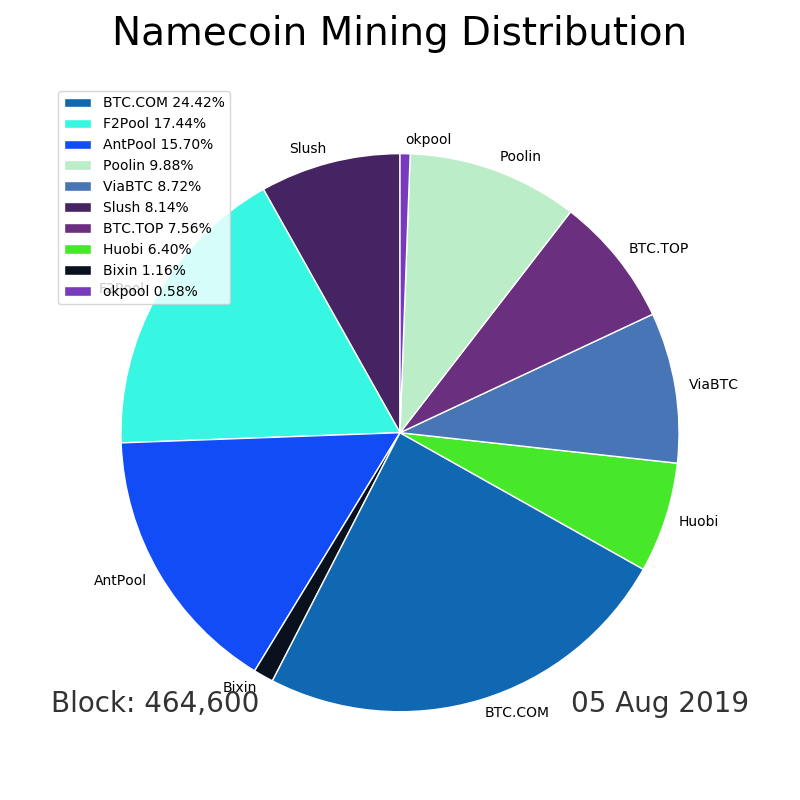 Namecoin Mining Distribution
BTC.COM 24.42%
F2Pool 17.44%
AntPool 15.70%
Poolin 9.88%
ViaBTC 8.72%
Slush 8.14%
BTC.TOP 7.56%
Huobi 6.40%
Bixin 1.16%
okpool 0.58%
okpool
Slush
Poolin
BTC.TOP
F2Pool
ViaBTC
Huobi
AntPool
Bixin
BTC.COM
Block: 464,600
05 Aug 2019